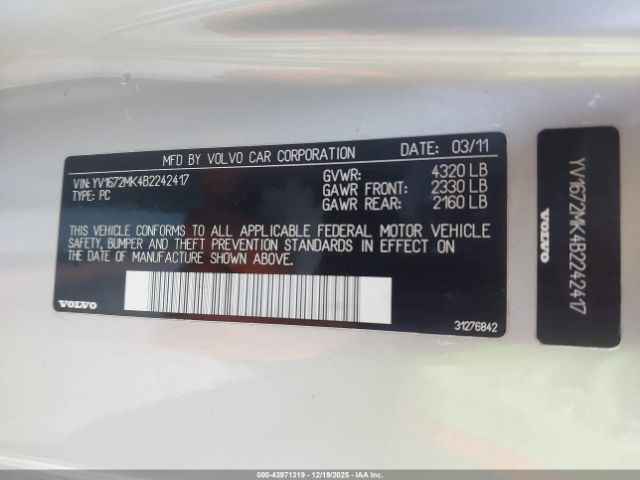 MFD BY VOLVO CAR CORPORATION DATE: 03/11
VIN: YV1672MK4B2242417
TYPE: PC
GVWR: 4320 LB
GAWR FRONT: 2330 LB
GAWR REAR: 2160 LB
THIS VEHICLE CONFORMS TO ALL APPLICABLE FEDERAL MOTOR VEHICLE
SAFETY, BUMPER AND THEFT PREVENTION STANDARDS IN EFFECT ON
THE DATE OF MANUFACTURE SHOWN ABOVE.
VOLVO
31276842
YV1672MK4B2242417
VOLVO
000-43971319 | 12/19/2025 - IAAI.COM